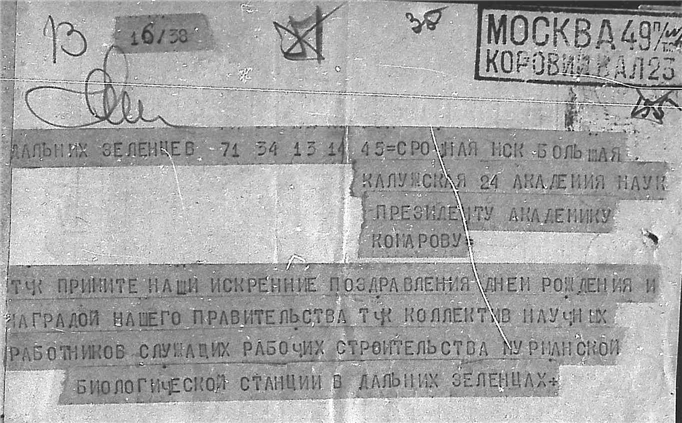 13
16/38
38
МОСКВА 49
КОРОВИЙ ВАЛ 23
ДАЛЬНИХ ЗЕЛЕНЦЕВ 71 34 13 14 45=СРОЧНАЯ МСК БОЛЬШАЯ
КАЛУЖСКАЯ 24 АКАДЕМИЯ НАУК
ПРЕЗИДЕНТУ АКАДЕМИКУ
КОМАРОВУ=
ТЧК ПРИМИТЕ НАШИ ИСКРЕННИЕ ПОЗДРАВЛЕНИЯ ДНЕМ РОЖДЕНИЯ И
НАГРАДОЙ НАШЕГО ПРАВИТЕЛЬСТВА ТЧК КОЛЛЕКТИВ НАУЧНЫХ
РАБОТНИКОВ СЛУЖАЩИХ РАБОЧИХ СТРОИТЕЛЬСТВА МУРМАНСКОЙ
БИОЛОГИЧЕСКОЙ СТАНЦИИ В ДАЛЬНИХ ЗЕЛЕНЦАХ+